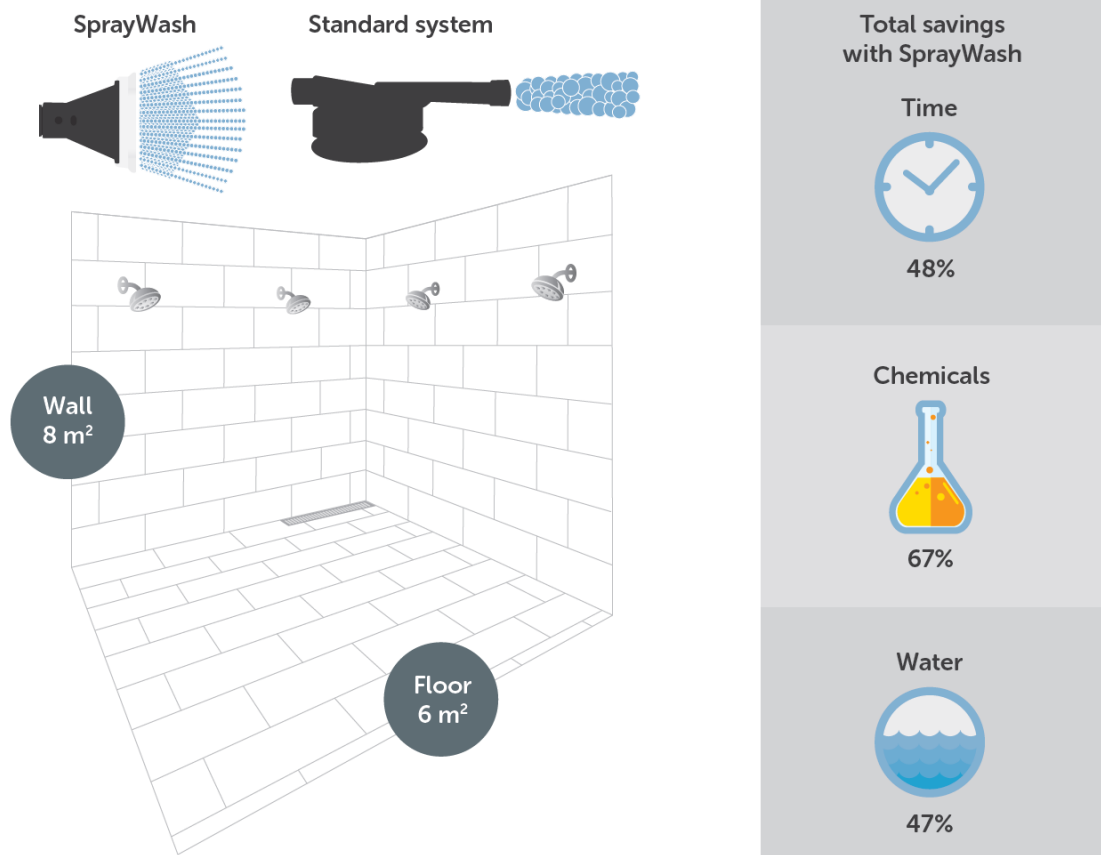 SprayWash
Standard system
Wall
8 m²
Floor
6 m²
Total savings
with SprayWash
Time
48%
Chemicals
67%
Water
47%